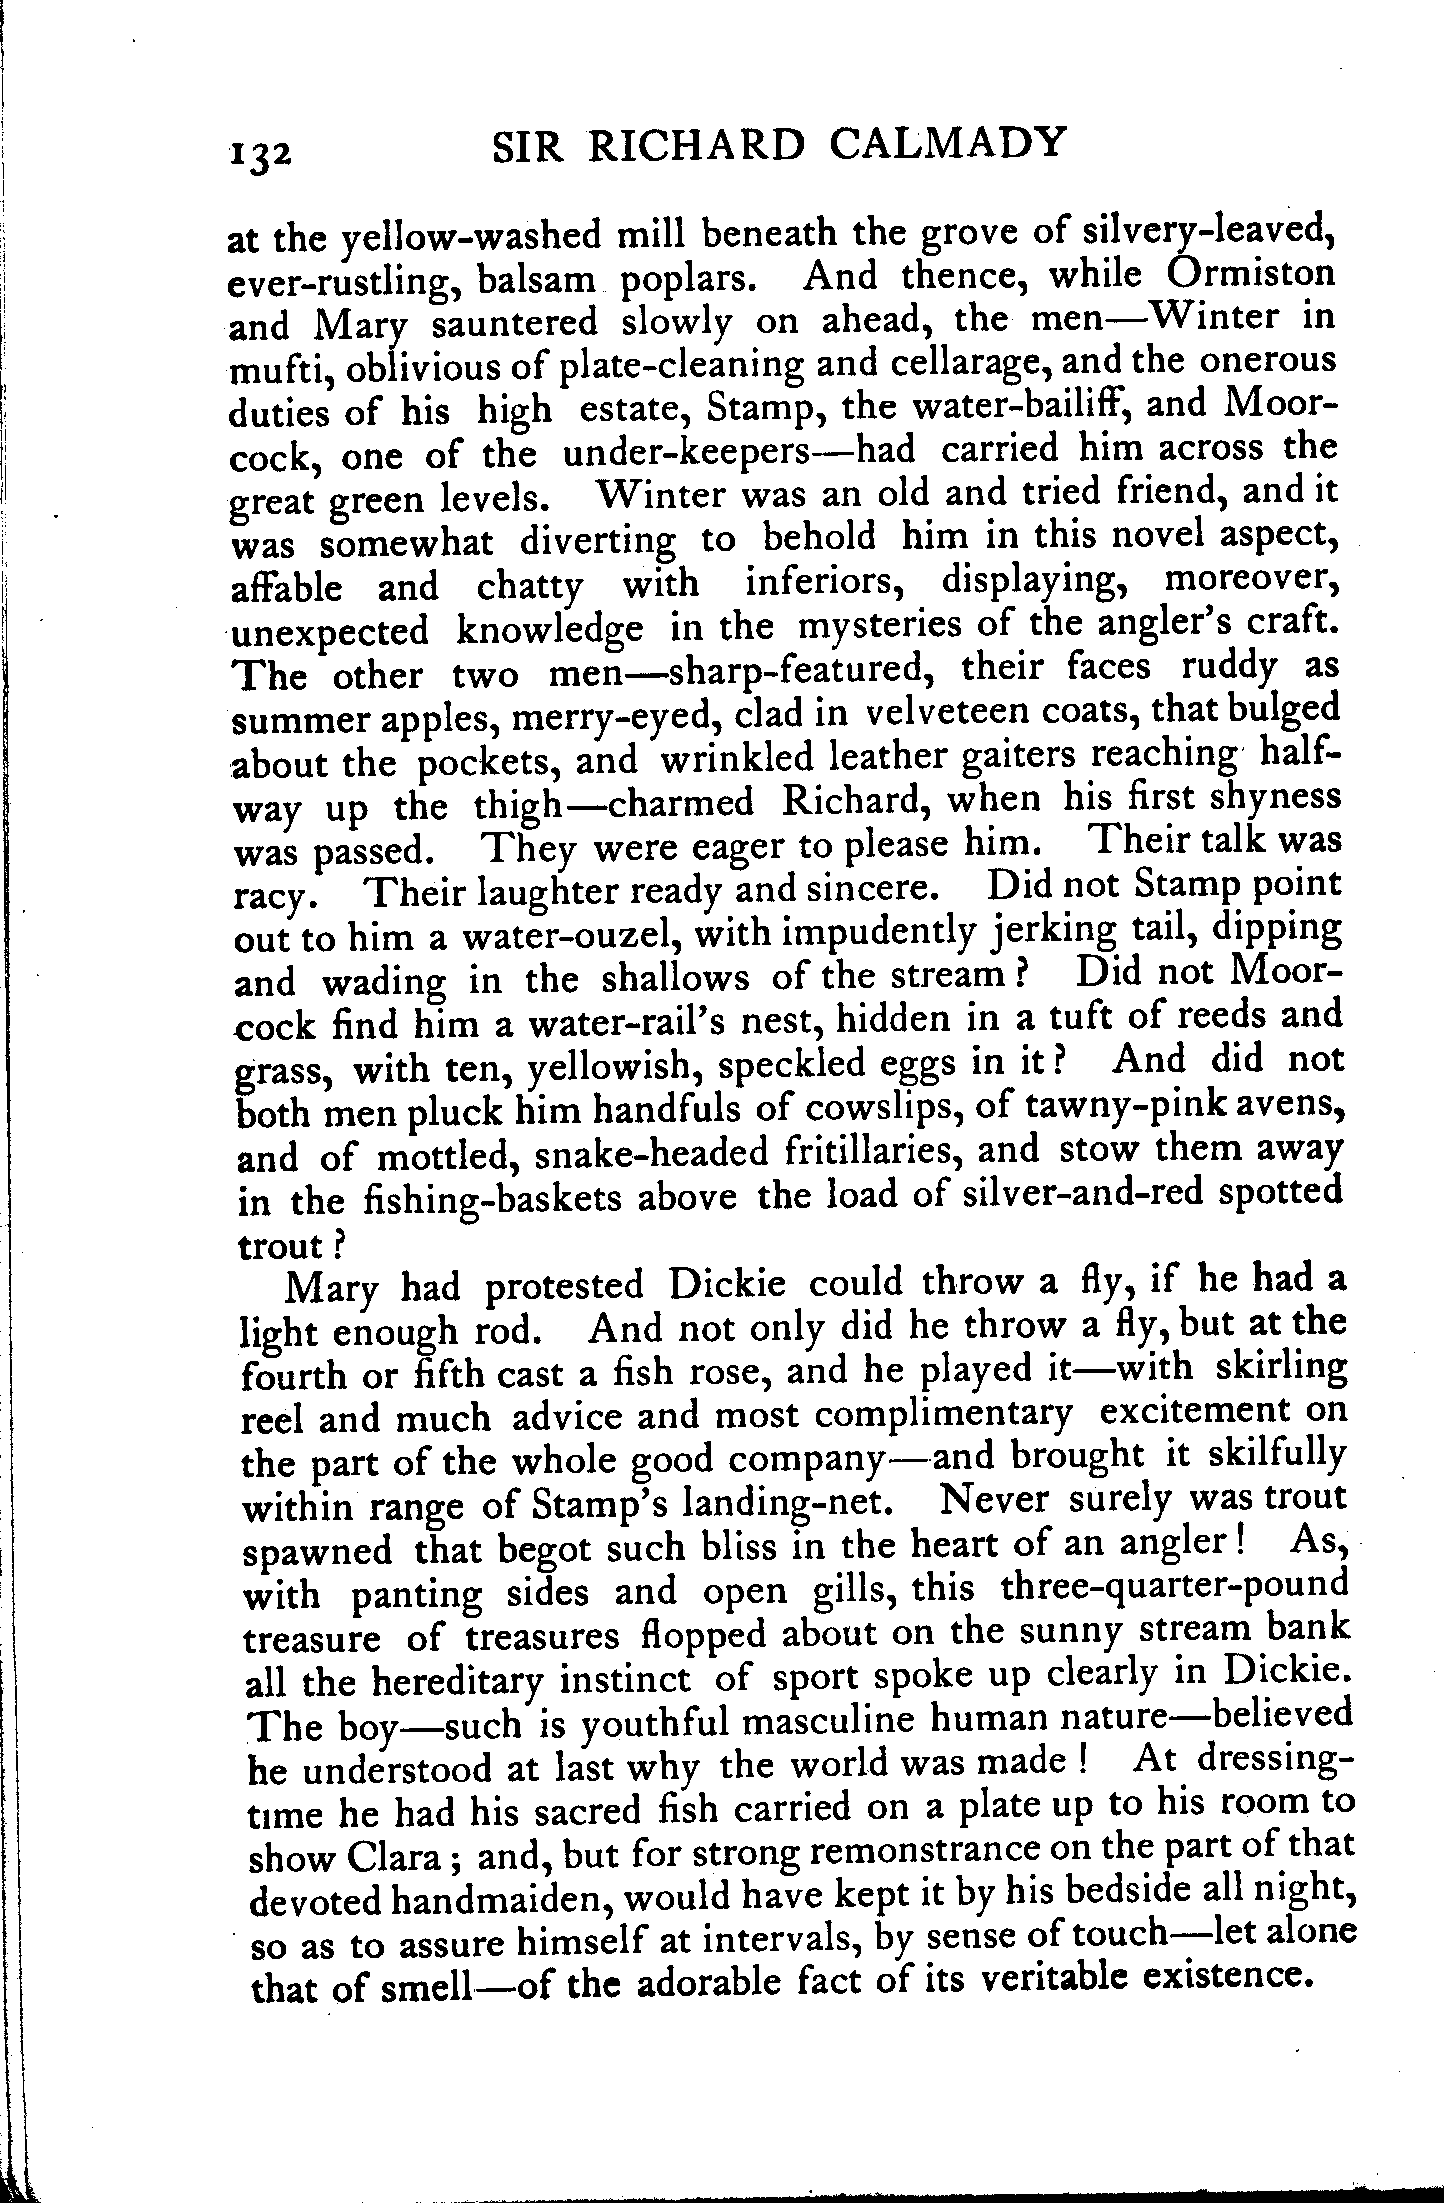 132 SIR RICHARD CALMADY
at the yellow-washed mill beneath the grove of silvery-leaved,
ever-rustling, balsam poplars. And thence, while Ormiston
and Mary sauntered slowly on ahead, the men—Winter in
mufti, oblivious of plate-cleaning and cellarage, and the onerous
duties of his high estate, Stamp, the water-bailiff, and Moor-
cock, one of the under-keepers—had carried him across the
great green levels. Winter was an old and tried friend, and it
was somewhat diverting to behold him in this novel aspect,
affable and chatty with inferiors, displaying, moreover,
unexpected knowledge in the mysteries of the angler's craft.
The other two men—sharp-featured, their faces ruddy as
summer apples, merry-eyed, clad in velveteen coats, that bulged
about the pockets, and wrinkled leather gaiters reaching half-
way up the thigh—charmed Richard, when his first shyness
was passed. They were eager to please him. Their talk was
racy. Their laughter ready and sincere. Did not Stamp point
out to him a water-ouzel, with impudently jerking tail, dipping
and wading in the shallows of the stream ? Did not Moor-
cock find him a water-rail's nest, hidden in a tuft of reeds and
grass, with ten, yellowish, speckled eggs in it ? And did not
both men pluck him handfuls of cowslips, of tawny-pink avens,
and of mottled, snake-headed fritillaries, and stow them away
in the fishing-baskets above the load of silver-and-red spotted
trout ?
Mary had protested Dickie could throw a fly, if he had a
light enough rod. And not only did he throw a fly, but at the
fourth or fifth cast a fish rose, and he played it—with skirling
reel and much advice and most complimentary excitement on
the part of the whole good company—and brought it skilfully
within range of Stamp's landing-net. Never surely was trout
spawned that begot such bliss in the heart of an angler ! As,
with panting sides and open gills, this three-quarter-pound
treasure of treasures flopped about on the sunny stream bank
all the hereditary instinct of sport spoke up clearly in Dickie.
The boy—such is youthful masculine human nature—believed
he understood at last why the world was made ! At dressing-
time he had his sacred fish carried on a plate up to his room to
show Clara ; and, but for strong remonstrance on the part of that
devoted handmaiden, would have kept it by his bedside all night,
so as to assure himself at intervals, by sense of touch—let alone
that of smell—of the adorable fact of its veritable existence.